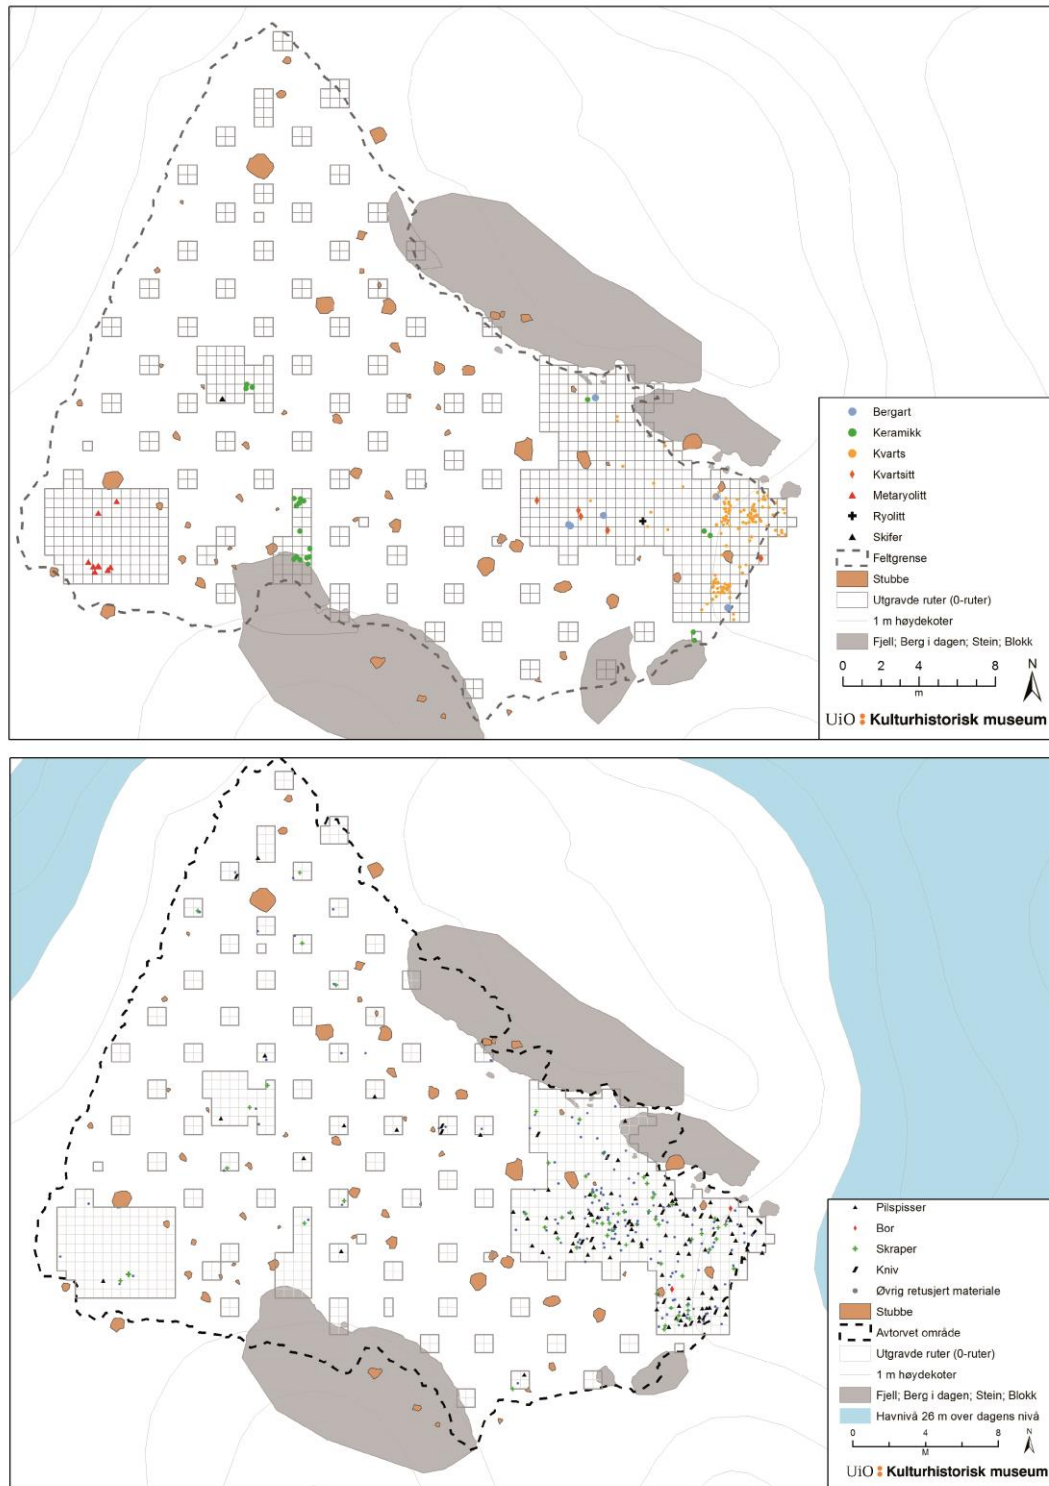 Bergart
Keramikk
Kvarts
Kvartsitt
Metaryolitt
Ryolitt
Skifer
Feltgrense
Stubbe
Utgravde ruter (0-ruter)
1 m høydekoter
Fjell; Berg i dagen; Stein; Blokk
0 2 4 8
m
N
UiO Kulturhistorisk museum
Pilspisser
Bor
Skraper
Kniv
Øvrig retusjert materiale
Stubbe
Avtorvet område
Utgravde ruter (0-ruter)
1 m høydekoter
Fjell; Berg i dagen; Stein; Blokk
Havnivå 26 m over dagens nivå
0 4 8
M
N
UiO Kulturhistorisk museum